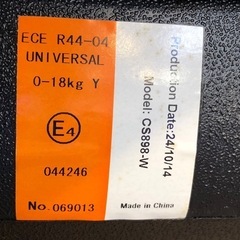 ECE R44-04
UNIVERSAL
0-18kg Y
E4
044246
No. 069013
Production Date:24/10/14
Model: CS898-W
Made in China